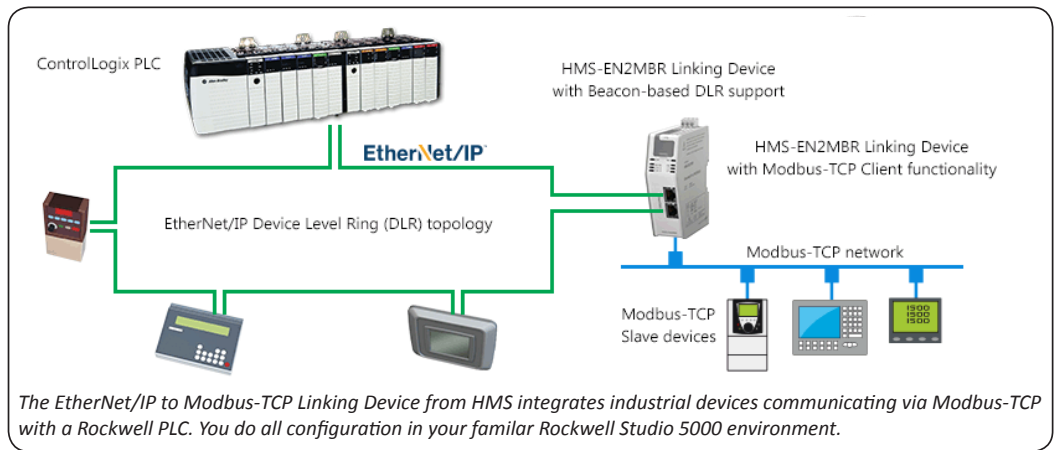 ControlLogix PLC
HMS-EN2MBR Linking Device
with Beacon-based DLR support
EtherNet/IP
HMS-EN2MBR Linking Device
with Modbus-TCP Client functionality
EtherNet/IP Device Level Ring (DLR) topology
Modbus-TCP network
Modbus-TCP
Slave devices
1500
1500
1500
The EtherNet/IP to Modbus-TCP Linking Device from HMS integrates industrial devices communicating via Modbus-TCP
with a Rockwell PLC. You do all configuration in your familar Rockwell Studio 5000 environment.